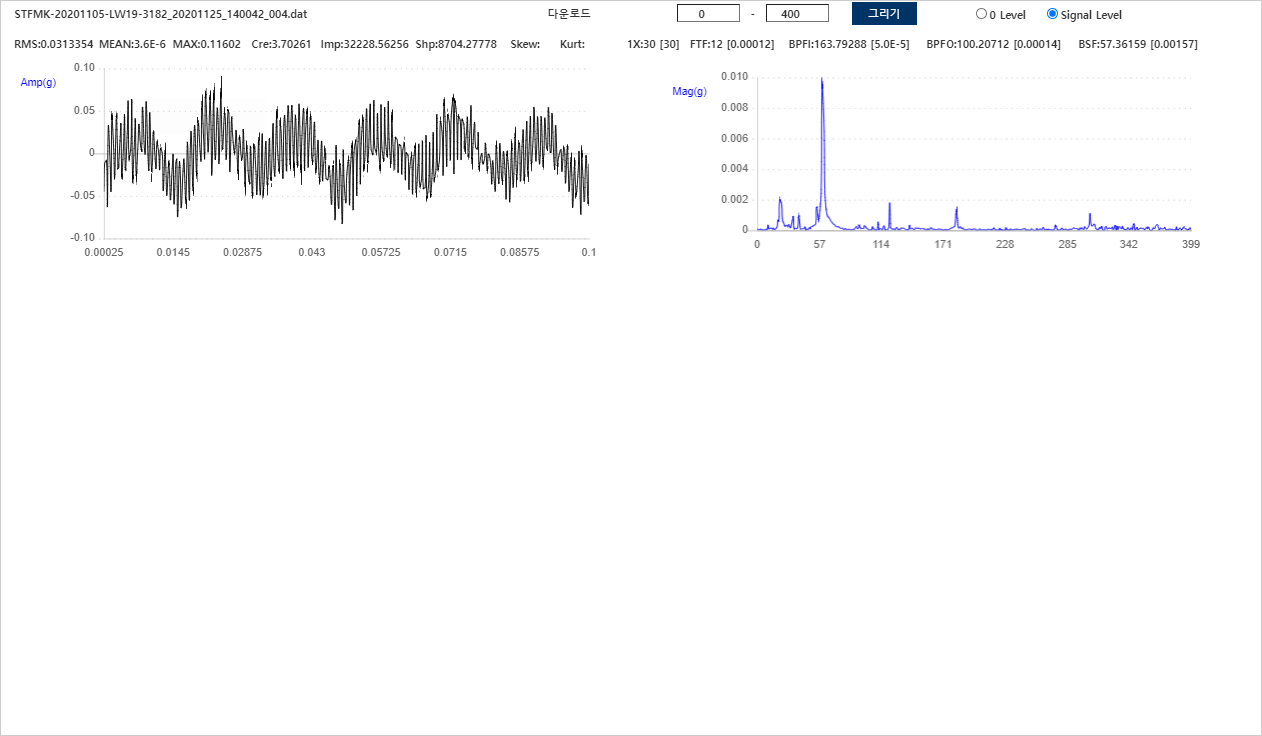 STFMK-20201105-LW19-3182_20201125_140042_004.dat 다운로드 0 - 400 그리기 0 Level Signal Level
RMS:0.0313354 MEAN:3.6E-6 MAX:0.11602 Cre:3.70261 Imp:32228.56256 Shp:8704.27778 Skew: Kurt: 1X:30 [30] FTF:12 [0.00012] BPFI:163.79288 [5.0E-5] BPFO:100.20712 [0.00014] BSF:57.36159 [0.00157]
Amp(g)
0.10
0.05
0
-0.05
-0.10
0.00025 0.0145 0.02875 0.043 0.05725 0.0715 0.08575 0.1
Mag(g)
0.010
0.008
0.006
0.004
0.002
0
0 57 114 171 228 285 342 399